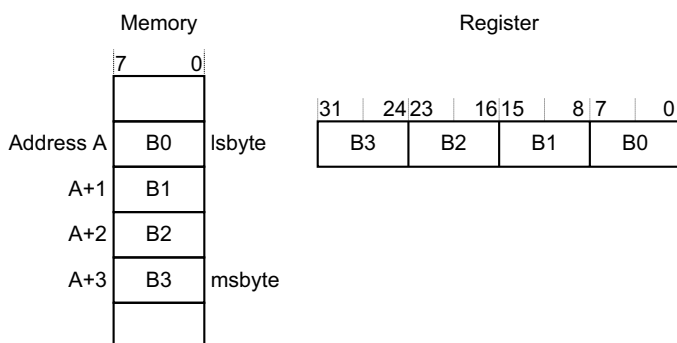 Memory
Register
7 0
31 24 23 16 15 8 7 0
Address A B0 lsbyte
B3 B2 B1 B0
A+1 B1
A+2 B2
A+3 B3 msbyte